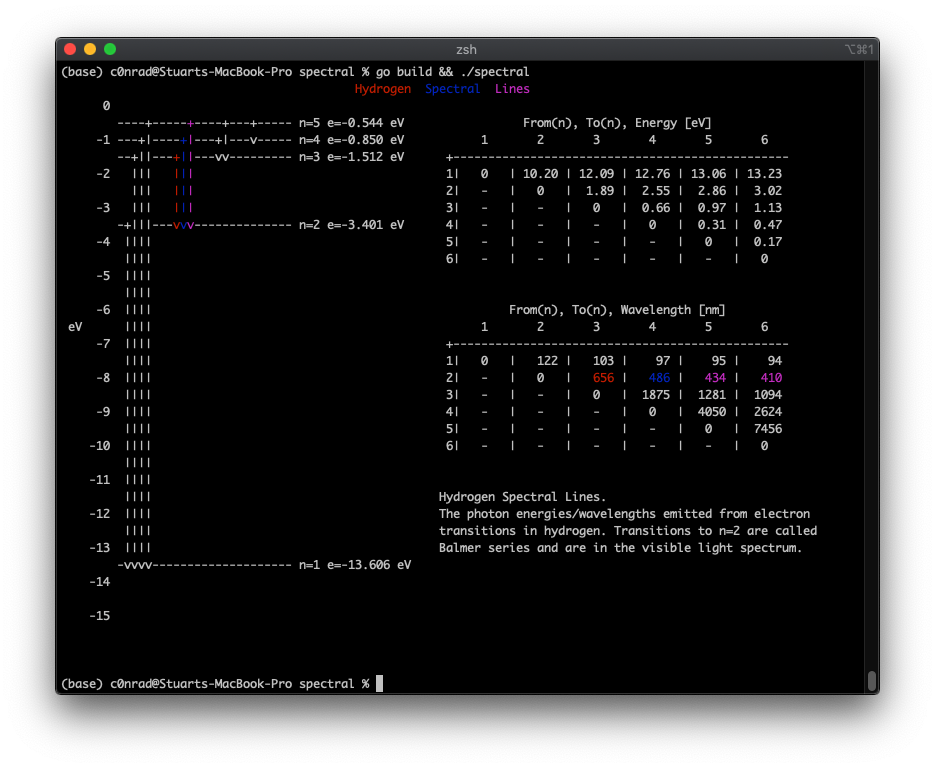 zsh
⌥⌘1
(base) c0nrad@Stuarts-MacBook-Pro spectral % go build && ./spectral
Hydrogen Spectral Lines
0
----+-----+----+---+----- n=5 e=-0.544 eV
-1 ---+|----+|----+|---v----- n=4 e=-0.850 eV
--+||---+||---vv--------- n=3 e=-1.512 eV
-2 ||| |||
||| |||
-3 ||| |||
-+|||---vvv-------------- n=2 e=-3.401 eV
-4 ||||
||||
-5 ||||
||||
-6 ||||
eV ||||
-7 ||||
||||
-8 ||||
||||
-9 ||||
||||
-10 ||||
||||
-11 ||||
||||
-12 ||||
||||
-13 ||||
-vvvv-------------------- n=1 e=-13.606 eV
-14
-15
From(n), To(n), Energy [eV]
1 2 3 4 5 6
+------------------------------------------------
1| 0 | 10.20 | 12.09 | 12.76 | 13.06 | 13.23
2| - | 0 | 1.89 | 2.55 | 2.86 | 3.02
3| - | - | 0 | 0.66 | 0.97 | 1.13
4| - | - | - | 0 | 0.31 | 0.47
5| - | - | - | - | 0 | 0.17
6| - | - | - | - | - | 0
From(n), To(n), Wavelength [nm]
1 2 3 4 5 6
+------------------------------------------------
1| 0 | 122 | 103 | 97 | 95 | 94
2| - | 0 | 656 | 486 | 434 | 410
3| - | - | 0 | 1875 | 1281 | 1094
4| - | - | - | 0 | 4050 | 2624
5| - | - | - | - | 0 | 7456
6| - | - | - | - | - | 0
Hydrogen Spectral Lines.
The photon energies/wavelengths emitted from electron
transitions in hydrogen. Transitions to n=2 are called
Balmer series and are in the visible light spectrum.
(base) c0nrad@Stuarts-MacBook-Pro spectral %